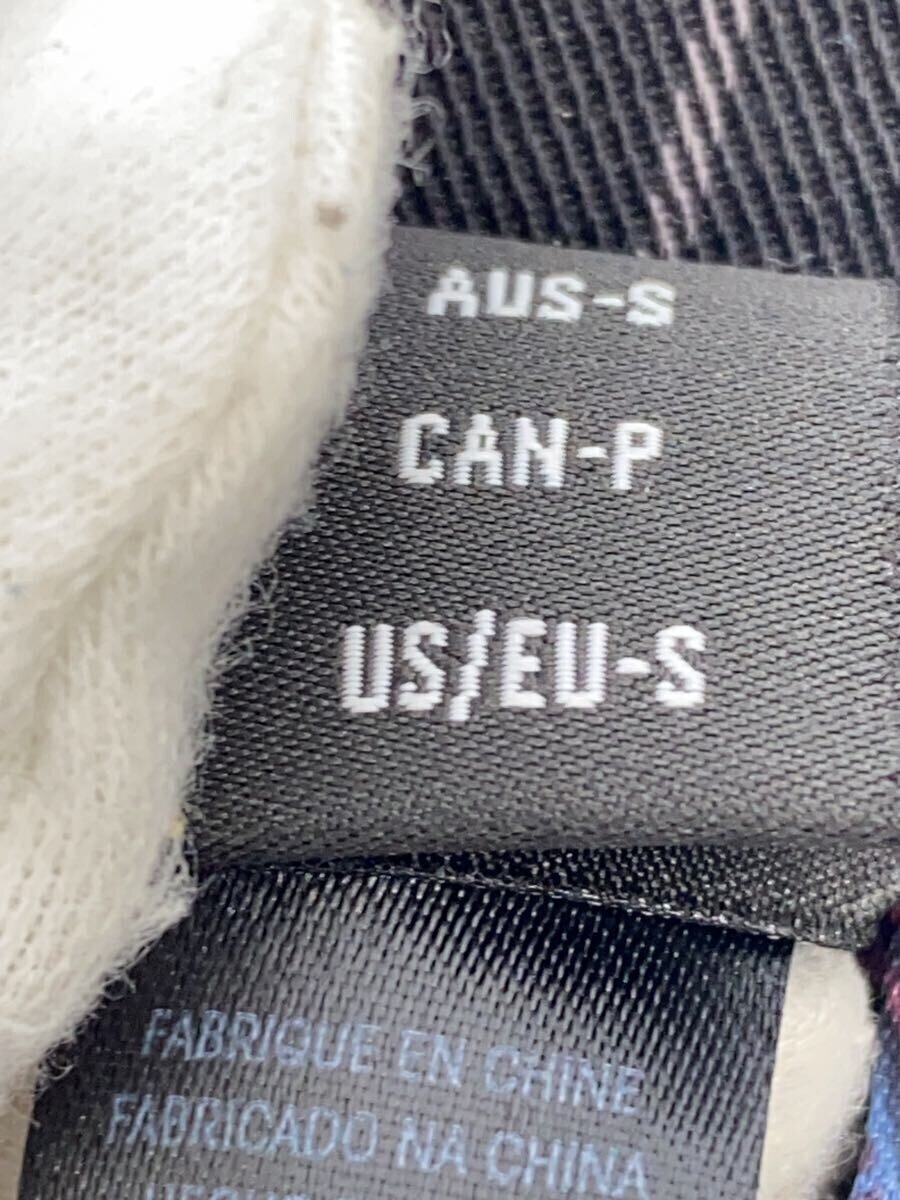 AUS-S
CAN-P
US/EU-S
FABRIQUE EN CHINE
FABRICADO NA CHINA